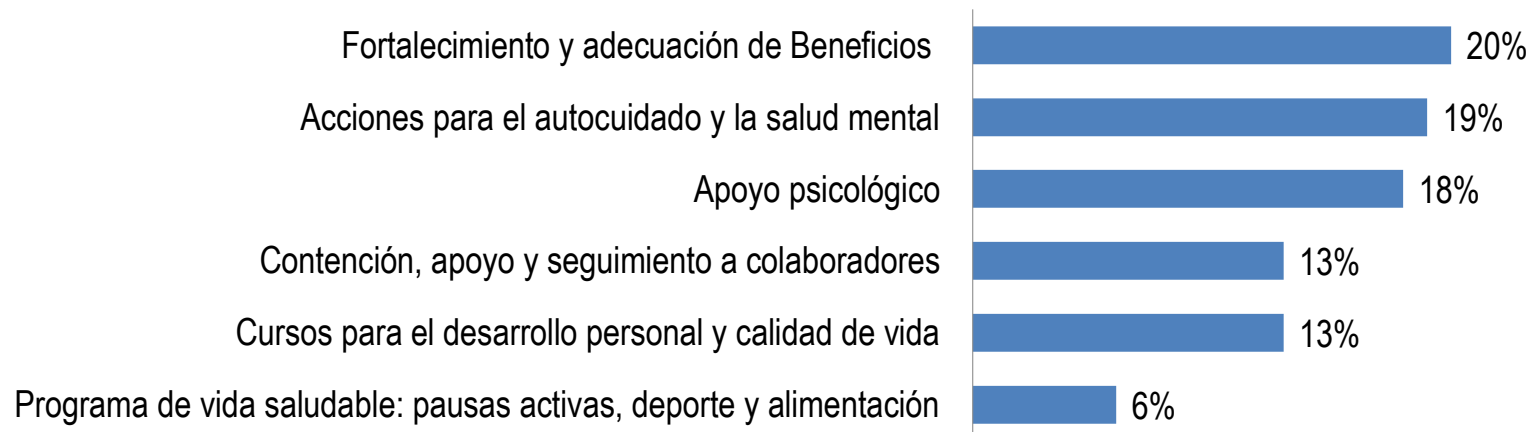 Fortalecimiento y adecuación de Beneficios 20%
Acciones para el autocuidado y la salud mental 19%
Apoyo psicológico 18%
Contención, apoyo y seguimiento a colaboradores 13%
Cursos para el desarrollo personal y calidad de vida 13%
Programa de vida saludable: pausas activas, deporte y alimentación 6%